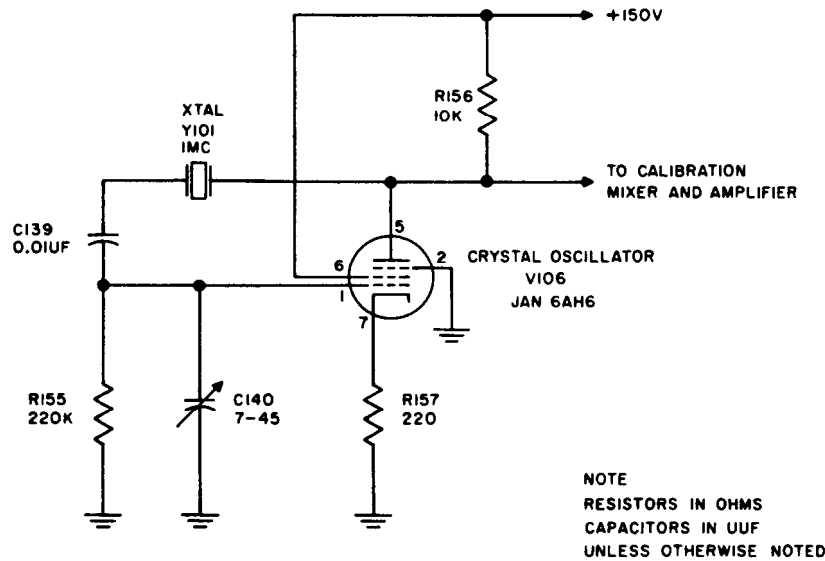 +150V
R156
10K
XTAL
Y101
1MC
TO CALIBRATION
MIXER AND AMPLIFIER
C139
0.01UF
5
2
6
1
7
CRYSTAL OSCILLATOR
V106
JAN 6AH6
R155
220K
C140
7-45
R157
220
NOTE
RESISTORS IN OHMS
CAPACITORS IN UUF
UNLESS OTHERWISE NOTED